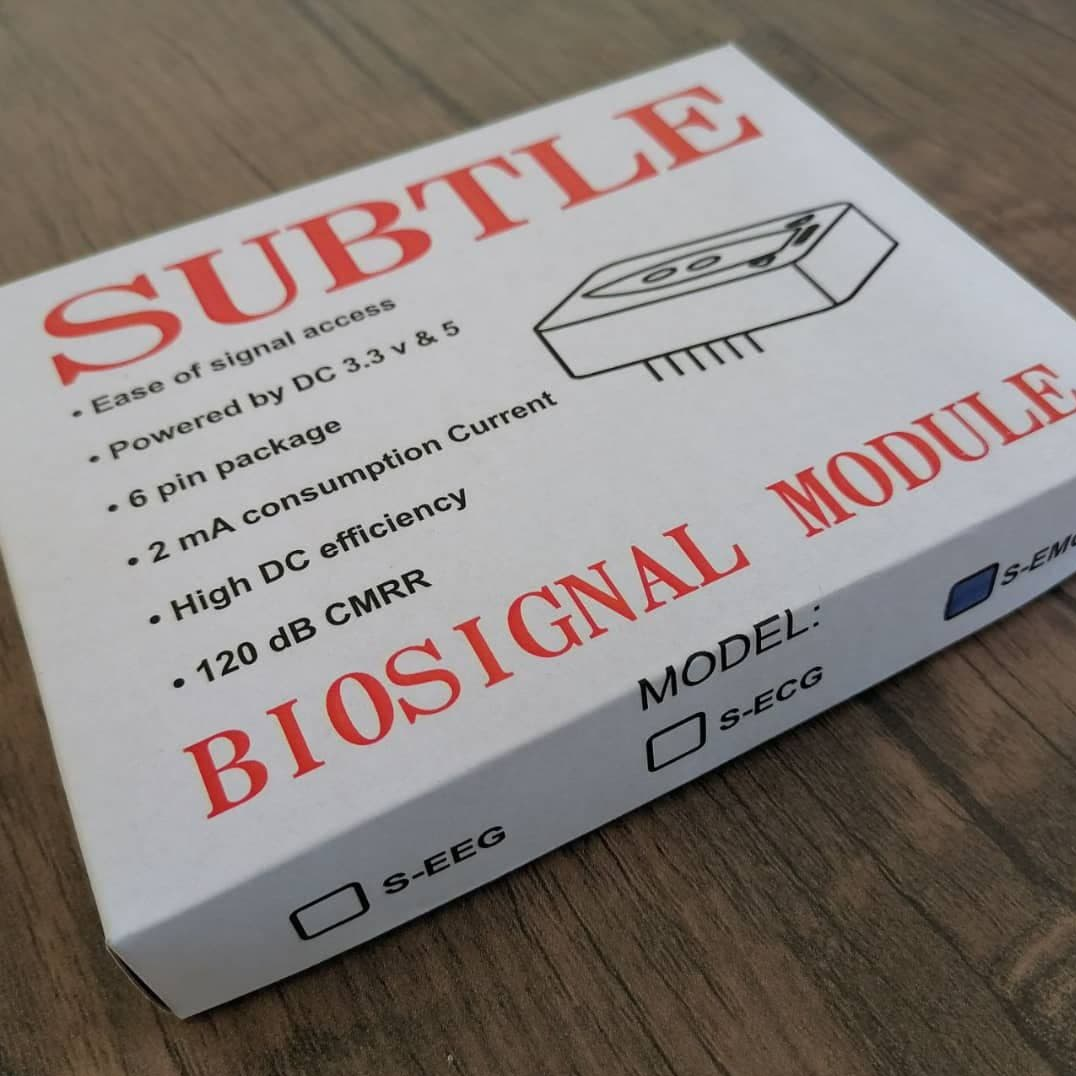 SUBTLE
• Ease of signal access
• Powered by DC 3.3 v & 5
• 6 pin package
• 2 mA consumption Current
• High DC efficiency
• 120 dB CMRR
BIOSIGNAL MODULE
MODEL:
S-EEG
S-ECG